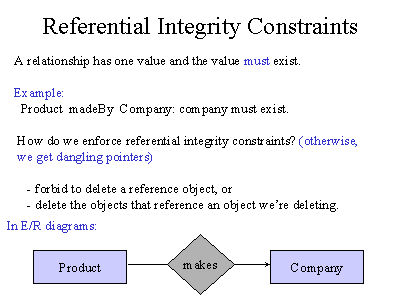 Referential Integrity Constraints
A relationship has one value and the value must exist.
Example:
Product madeBy Company: company must exist.
How do we enforce referential integrity constraints? (otherwise,
we get dangling pointers)
- forbid to delete a reference object, or
- delete the objects that reference an object we’re deleting.
In E/R diagrams:
Product makes Company